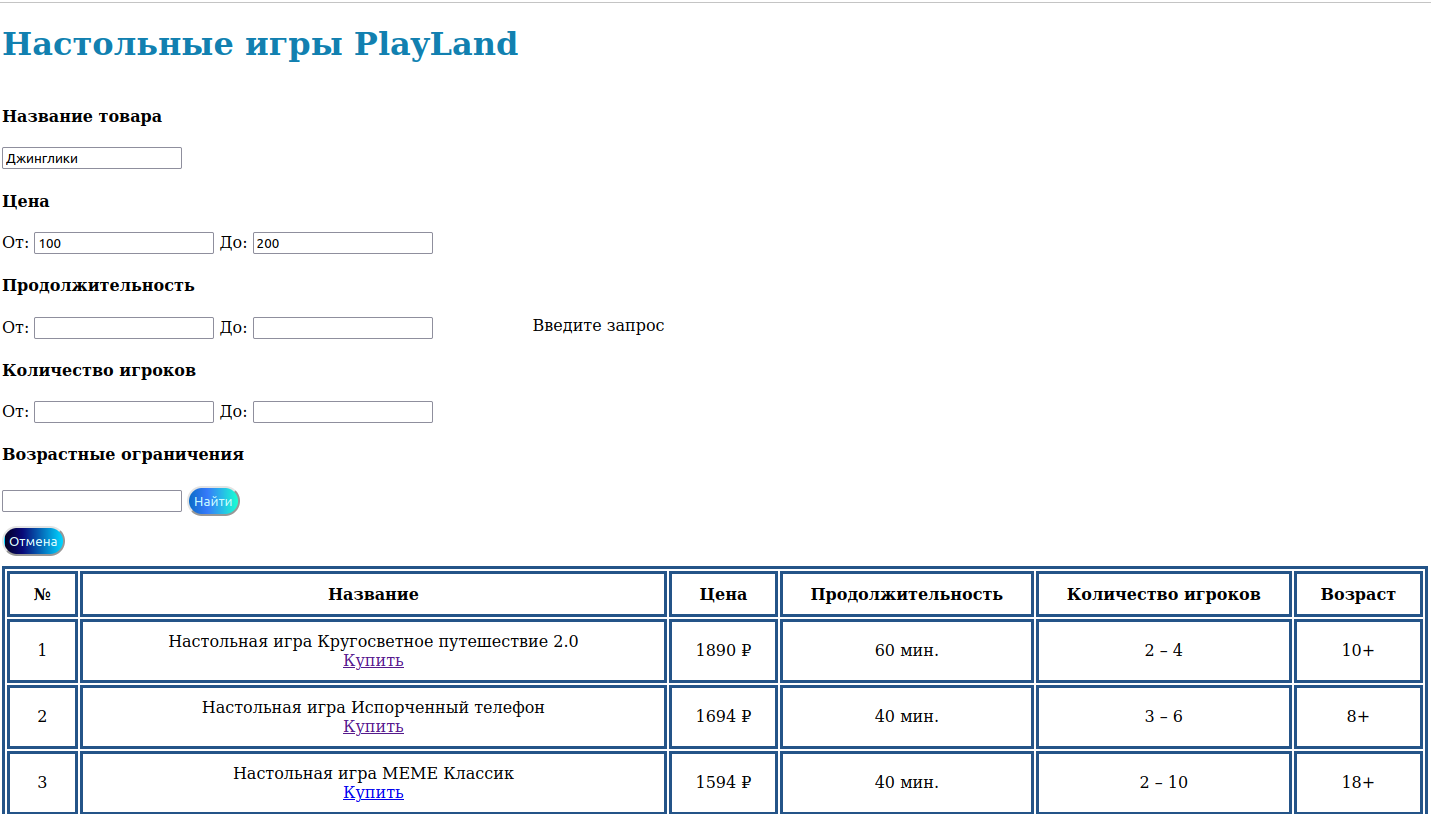 Настольные игры PlayLand
Название товара
Джинглики
Цена
От: 100 До: 200
Продолжительность
От: До: Введите запрос
Количество игроков
От: До:
Возрастные ограничения
Найти
Отмена
№ Название Цена Продолжительность Количество игроков Возраст
1 Настольная игра Кругосветное путешествие 2.0 1890 ₽ 60 мин. 2 – 4 10+
Купить
2 Настольная игра Испорченный телефон 1694 ₽ 40 мин. 3 – 6 8+
Купить
3 Настольная игра МЕМЕ Классик 1594 ₽ 40 мин. 2 – 10 18+
Купить